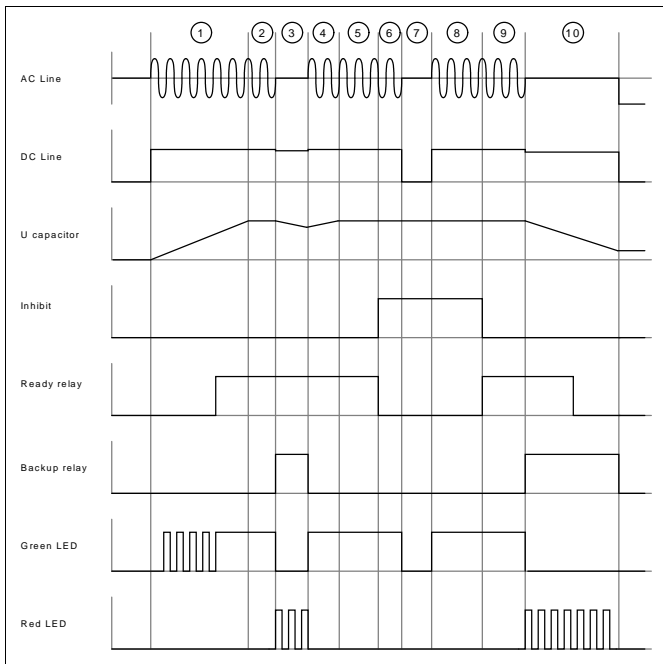 1 2 3 4 5 6 7 8 9 10
AC Line
DC Line
U capacitor
Inhibit
Ready relay
Backup relay
Green LED
Red LED